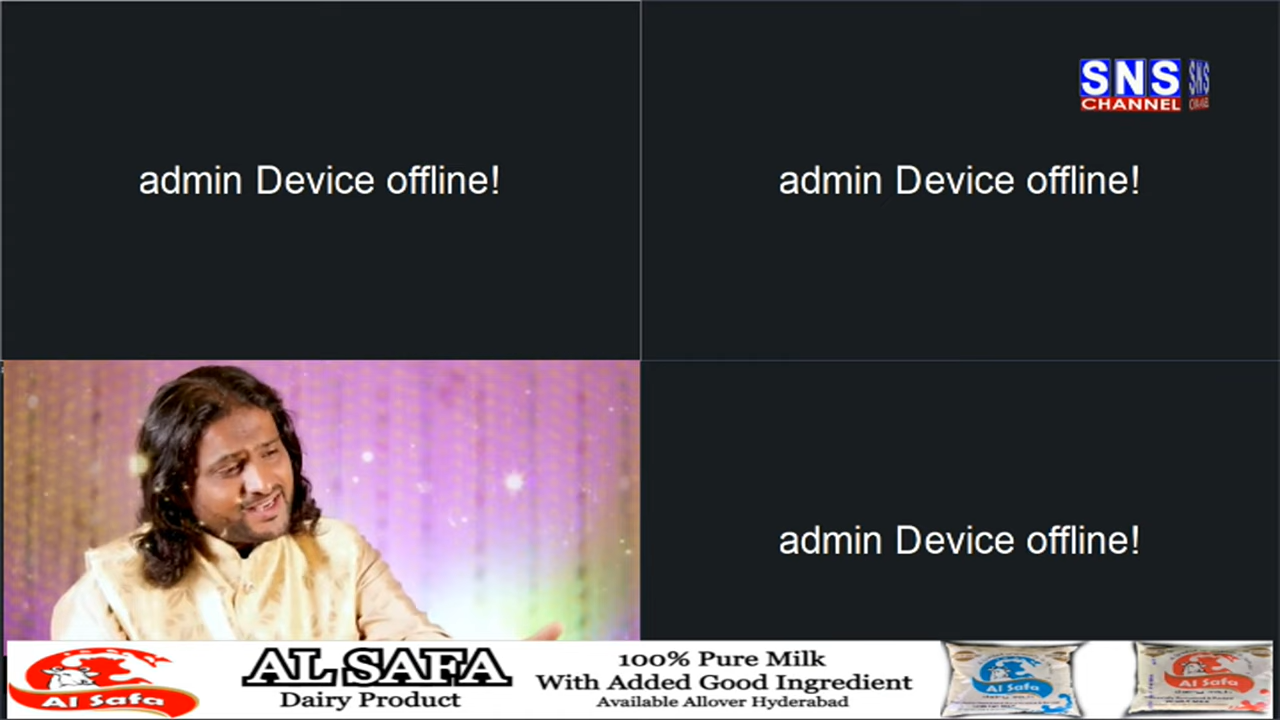 SNS SNS
CHANNEL
admin Device offline!
admin Device offline!
admin Device offline!
Al Safa
AL SAFA
Dairy Product
100% Pure Milk
With Added Good Ingredient
Available Allover Hyderabad
Al Safa
Al Safa